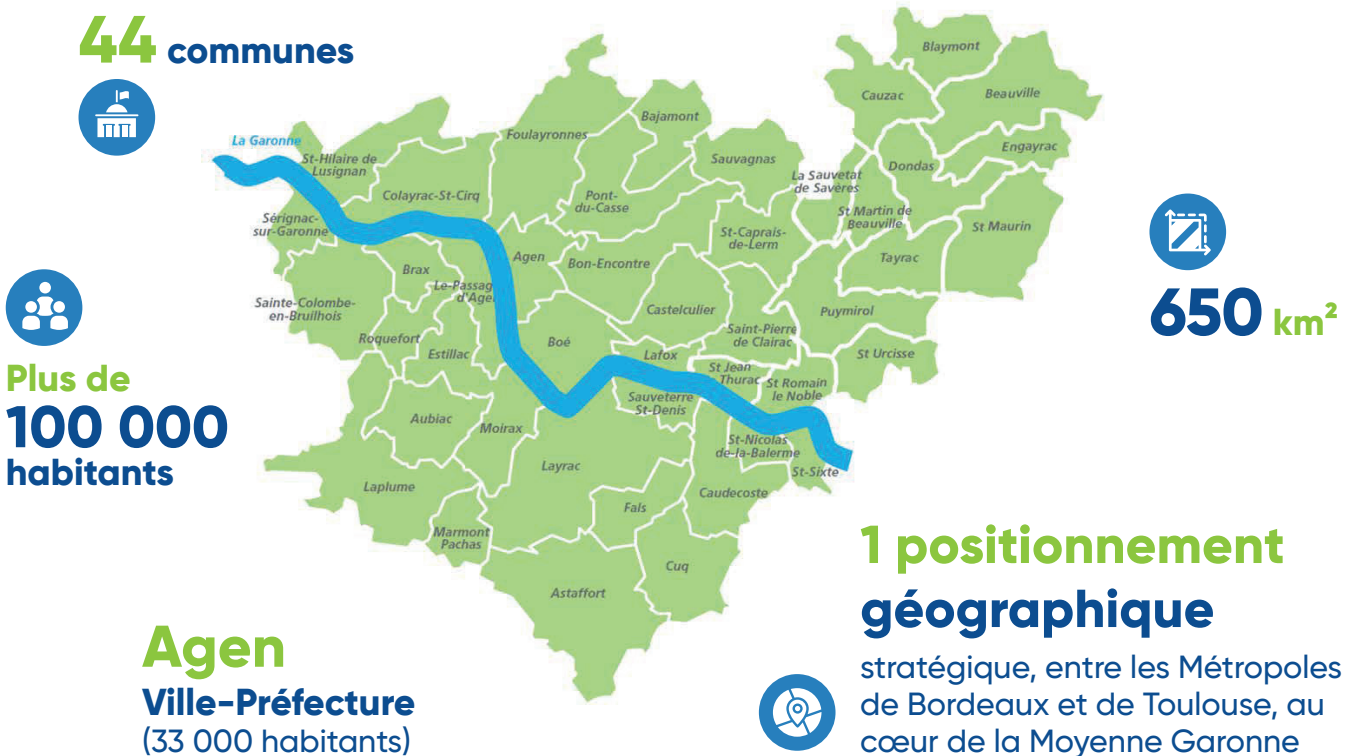 44 communes
La Garonne
St-Hilaire de
Lusignan
Colayrac-St-Cirq
Foulayronnes
Bajamont
Sauvagnas
Pont-
du-Casse
Blaymont
Cauzac
Beauville
Engayrac
Dondas
La Sauvetat
de Savères
St Martin de
Beauville
St Maurin
Tayrac
St-Caprais-
de-Lerm
Sérignac-
sur-Garonne
Brax
Le-Passag
d'Age
Agen
Bon-Encontre
Castelculier
Saint-Pierre
de Clairac
Puymirol
St Urcisse
Sainte-Colombe-
en-Bruilhois
Roquefort
Estillac
Boé
Lafox
St Jean
Thurac
St Romain
le Noble
Sauveterre
St-Denis
Aubiac
Moirax
Layrac
St-Nicolas
de-la-Balerme
St-Sixte
Caudecoste
Laplume
Fals
Marmont
Pachas
Cuq
Astaffort
650 km²
Plus de
100 000
habitants
Agen
Ville-Préfecture
(33 000 habitants)
1 positionnement
géographique
stratégique, entre les Métropoles
de Bordeaux et de Toulouse, au
cœur de la Moyenne Garonne